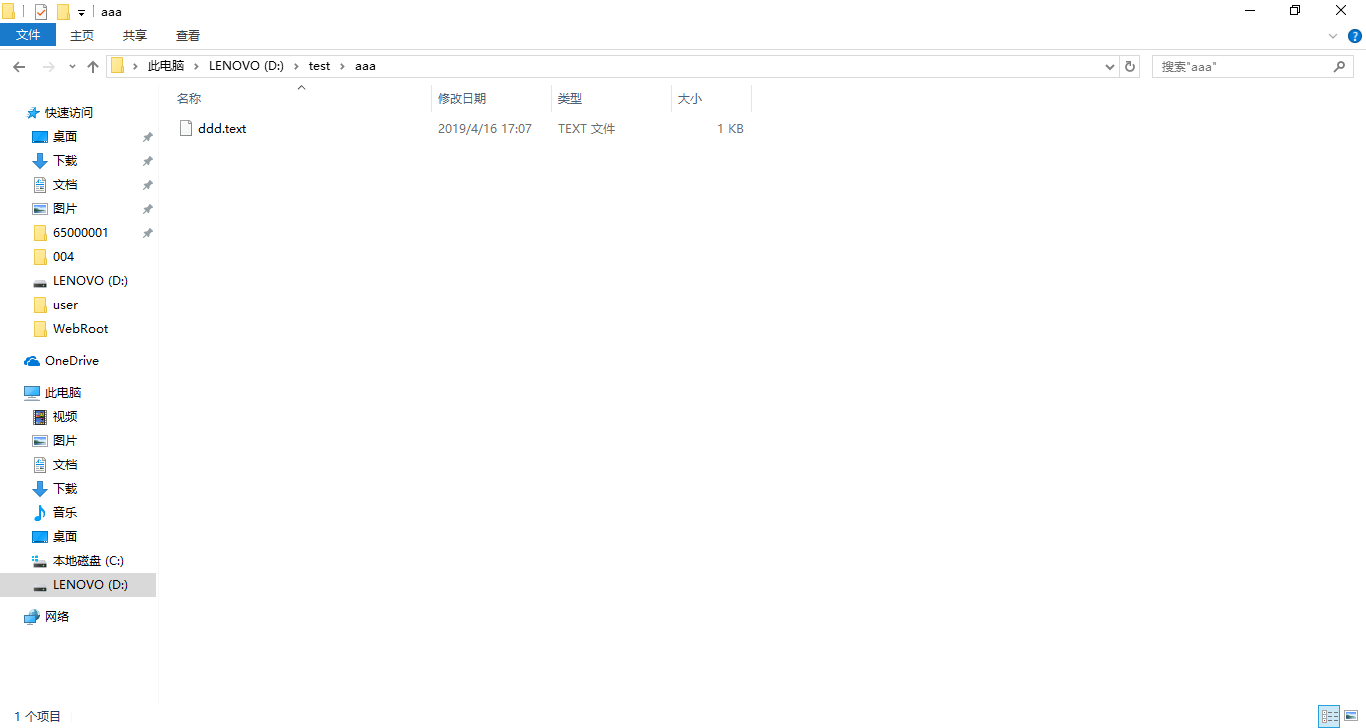 aaa
文件 主页 共享 查看
此电脑 LENOVO (D:) test aaa 搜索"aaa"
名称 修改日期 类型 大小
ddd.text 2019/4/16 17:07 TEXT 文件 1 KB
快速访问
桌面
下载
文档
图片
65000001
004
LENOVO (D:)
user
WebRoot
OneDrive
此电脑
视频
图片
文档
下载
音乐
桌面
本地磁盘 (C:)
LENOVO (D:)
网络
1 个项目